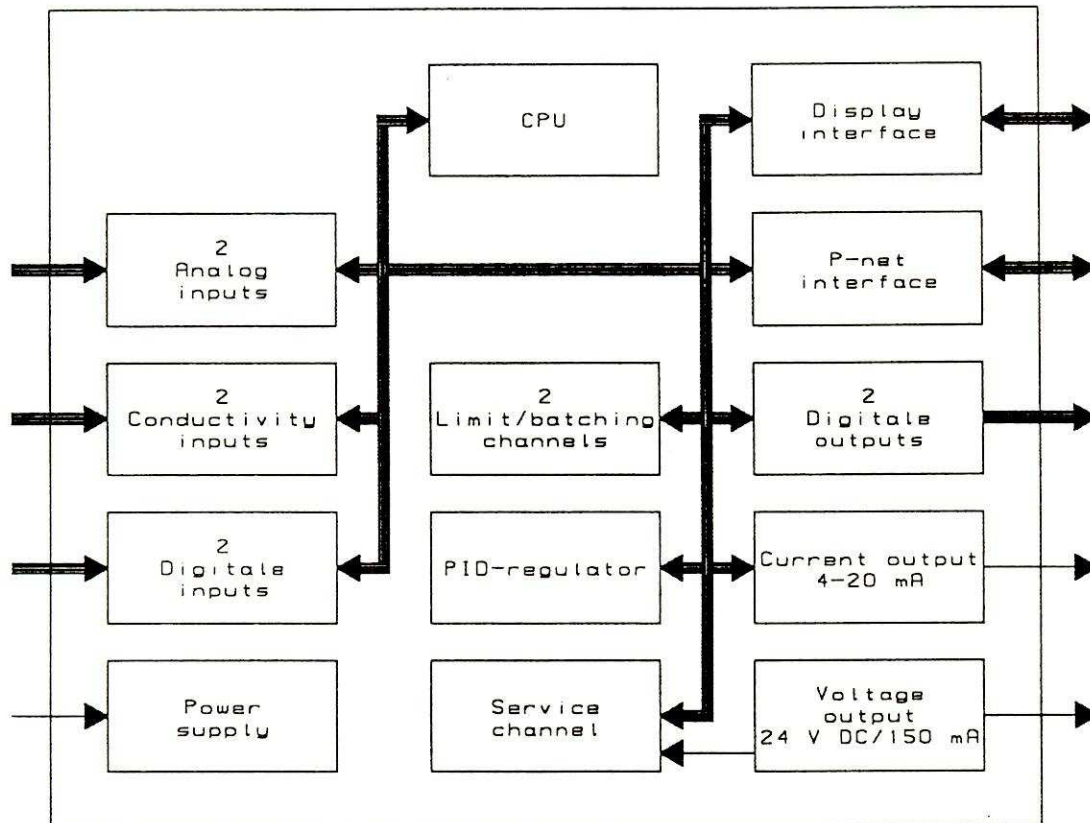 CPU
Display
interface
2
Analog
inputs
P-net
interface
2
Conductivity
inputs
2
Limit/batching
channels
2
Digitale
outputs
2
Digitale
inputs
PID-regulator
Current output
4-20 mA
Power
supply
Service
channel
Voltage
output
24 V DC/150 mA